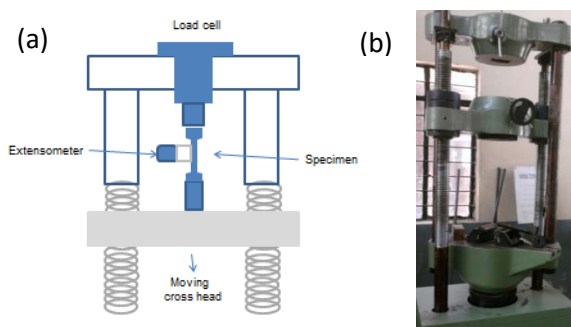 (a)
Load cell
(b)
Extensometer
Specimen
Moving
cross head